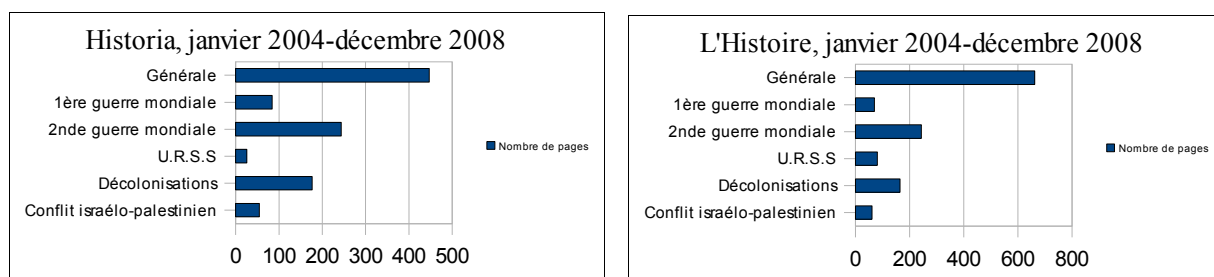 Historia, janvier 2004-décembre 2008
Générale
1ère guerre mondiale
2nde guerre mondiale
U.R.S.S
Décolonisations
Conflit israélo-palestinien
0 100 200 300 400 500
Nombre de pages
L'Histoire, janvier 2004-décembre 2008
Générale
1ère guerre mondiale
2nde guerre mondiale
U.R.S.S
Décolonisations
Conflit israélo-palestinien
0 200 400 600 800
Nombre de pages